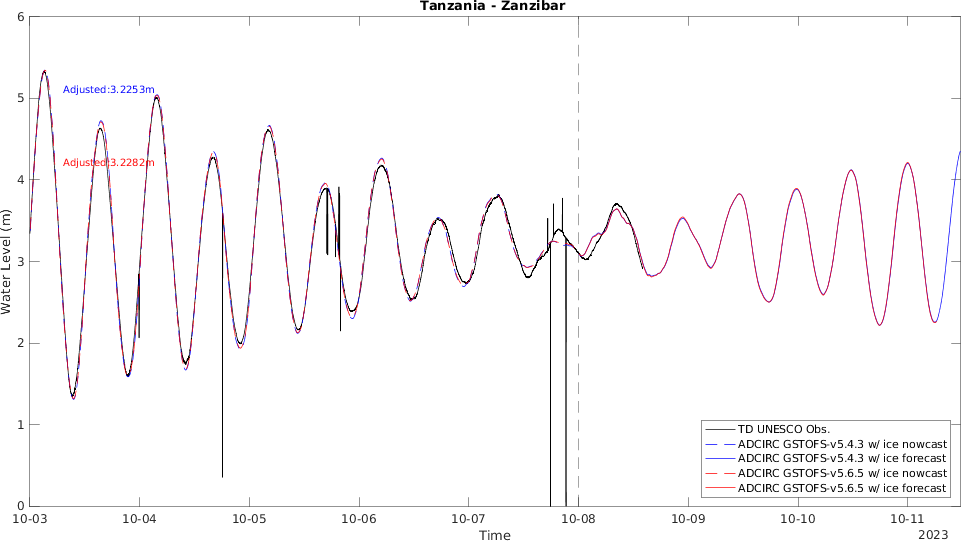 Tanzania - Zanzibar
6
5
4
3
2
1
0
Water Level (m)
Adjusted:3.2253m
Adjusted:3.2282m
TD UNESCO Obs.
ADCIRC GSTOFS-v5.4.3 w/ ice nowcast
ADCIRC GSTOFS-v5.4.3 w/ ice forecast
ADCIRC GSTOFS-v5.6.5 w/ ice nowcast
ADCIRC GSTOFS-v5.6.5 w/ ice forecast
10-03 10-04 10-05 10-06 10-07 10-08 10-09 10-10 10-11
Time
2023